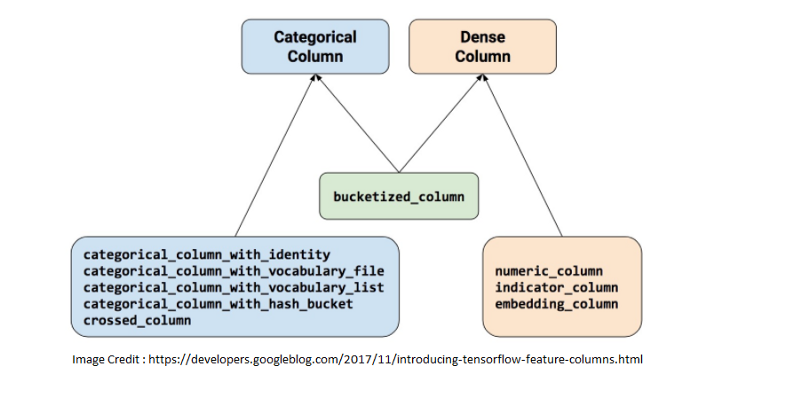 Categorical
Column
Dense
Column
bucketized_column
categorical_column_with_identity
categorical_column_with_vocabulary_file
categorical_column_with_vocabulary_list
categorical_column_with_hash_bucket
crossed_column
numeric_column
indicator_column
embedding_column
Image Credit : https://developers.googleblog.com/2017/11/introducing-tensorflow-feature-columns.html